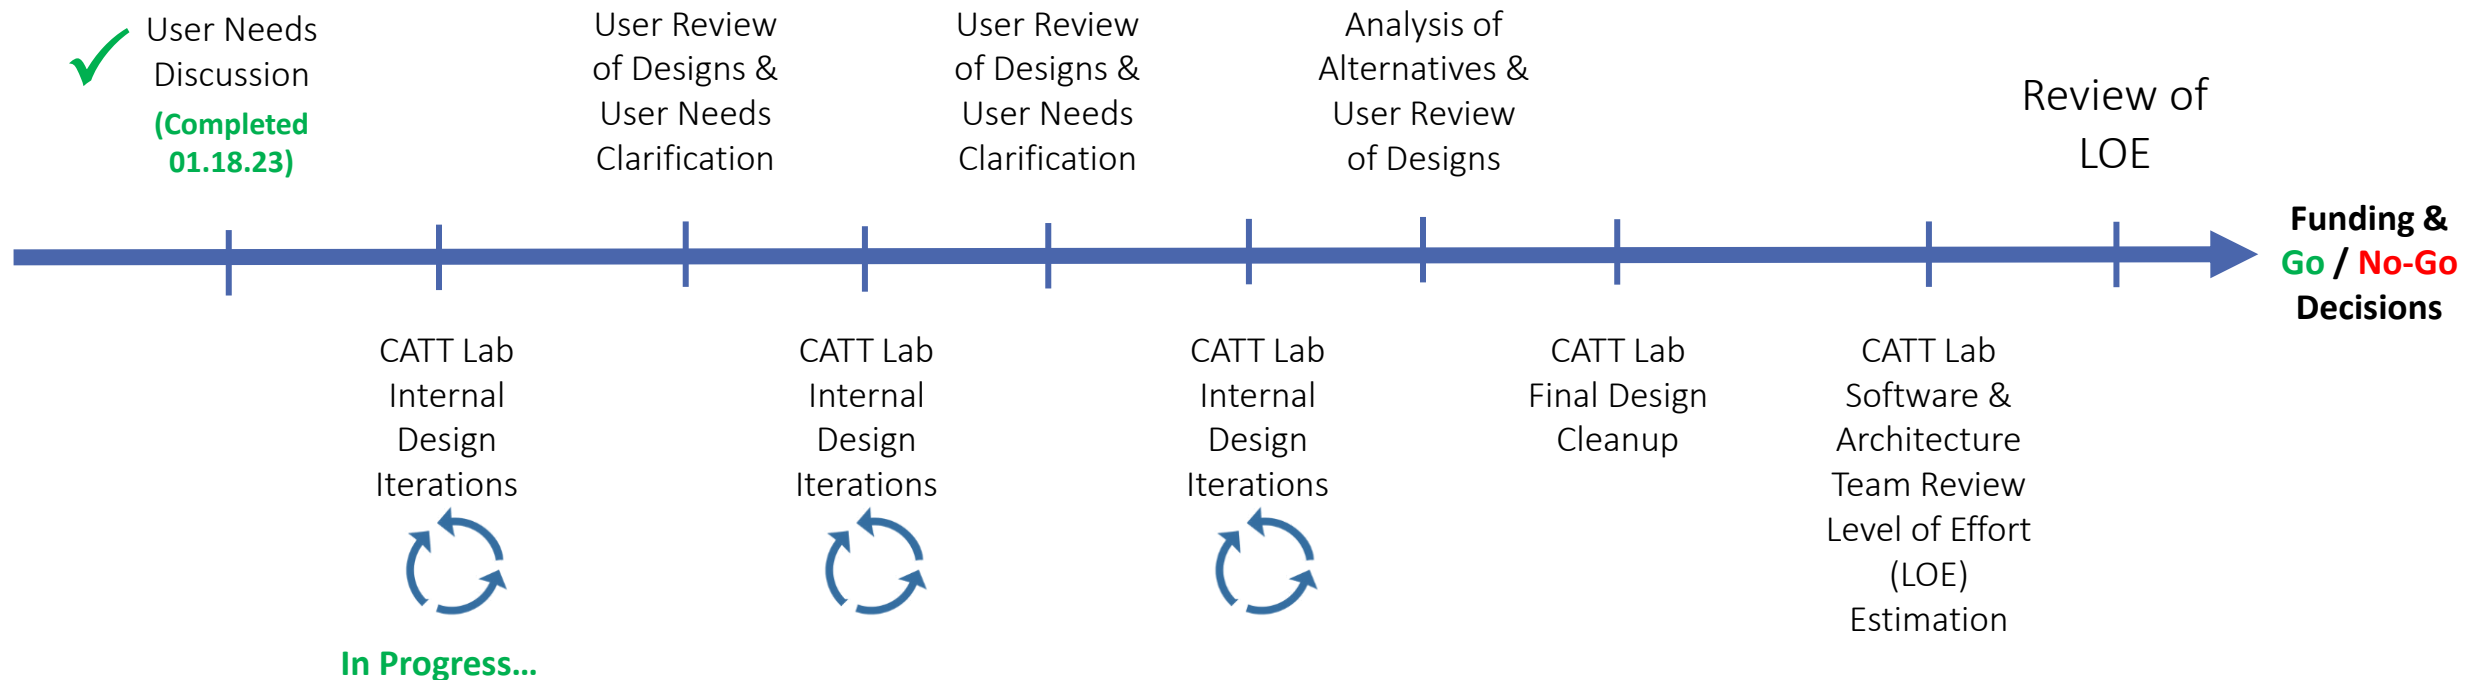 User Needs
Discussion
(Completed
01.18.23)
User Review
of Designs &
User Needs
Clarification
User Review
of Designs &
User Needs
Clarification
Analysis of
Alternatives &
User Review
of Designs
Review of
LOE
Funding &
Go / No-Go
Decisions
CATT Lab
Internal
Design
Iterations
In Progress...
CATT Lab
Internal
Design
Iterations
CATT Lab
Internal
Design
Iterations
CATT Lab
Final Design
Cleanup
CATT Lab
Software &
Architecture
Team Review
Level of Effort
(LOE)
Estimation